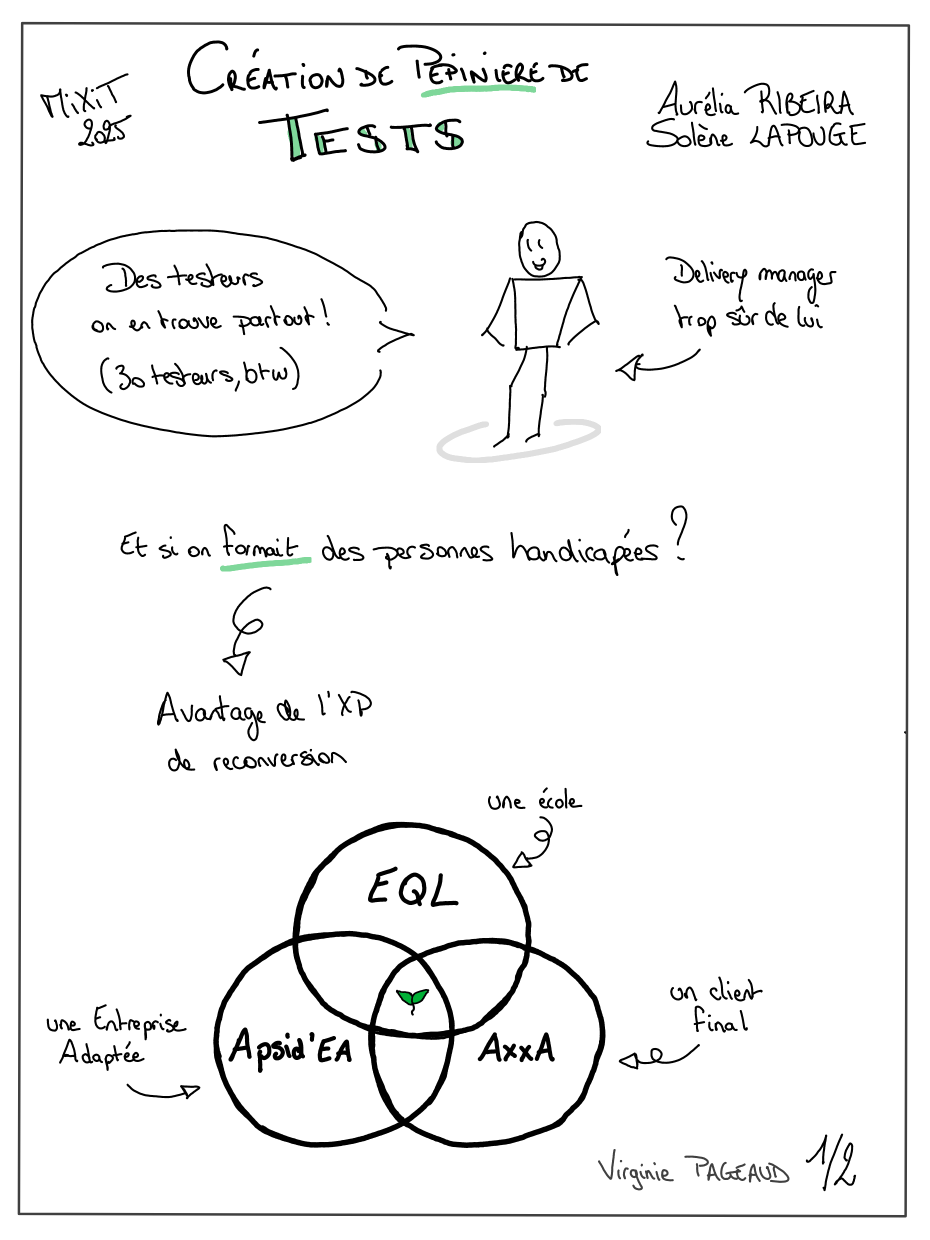 MiXiT
2025
CRÉATION DE PÉPINIERE DE
TESTS
Aurélia RIBEIRA
Solène LAPOUGE
Des testeurs
on en trouve partout !
(30 testeurs, btw)
Delivery manager
trop sûr de lui
Et si on formait des personnes handicapées ?
Avantage de l'XP
de reconversion
une école
EQL
une Entreprise
Adaptée
Apsid'EA
AxxA
un client
final
Virginie PAGEAUD 1/2